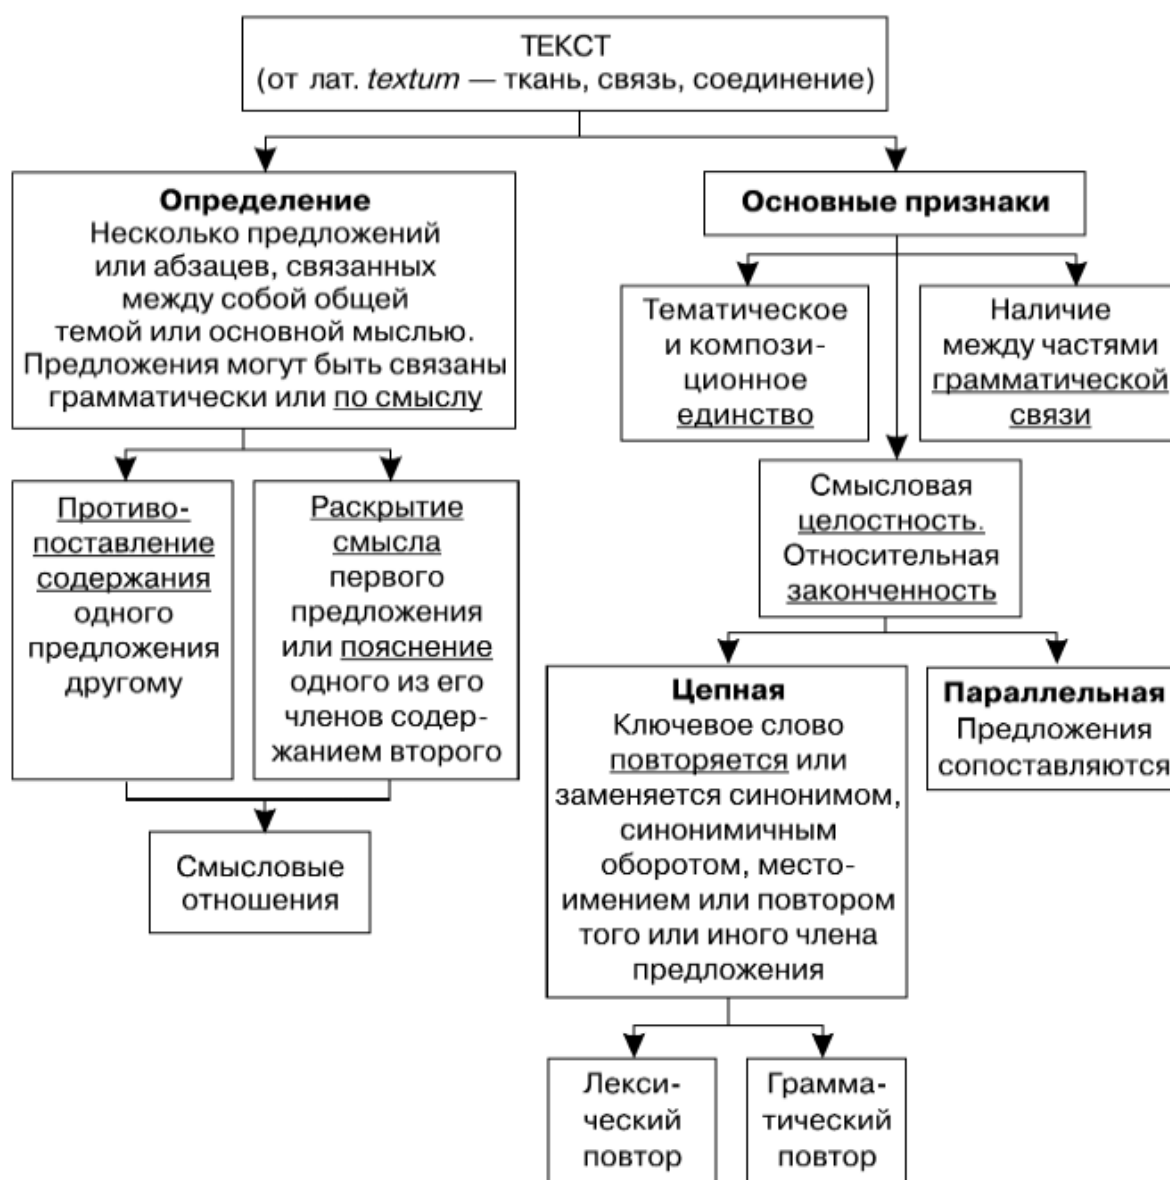 ТЕКСТ
(от лат. textum — ткань, связь, соединение)
Определение
Несколько предложений
или абзацев, связанных
между собой общей
темой или основной мыслью.
Предложения могут быть связаны
грамматически или по смыслу
Основные признаки
Тематическое
и компози-
ционное
единство
Наличие
между частями
грамматической
связи
Противо-
поставление
содержания
одного
предложения
другому
Раскрытие
смысла
первого
предложения
или пояснение
одного из его
членов содер-
жанием второго
Смысловая
целостность.
Относительная
законченность
Смысловые
отношения
Цепная
Ключевое слово
повторяется или
заменяется синонимом,
синонимичным
оборотом, место-
имением или повтором
того или иного члена
предложения
Параллельная
Предложения
сопоставляются
Лекси-
ческий
повтор
Грамма-
тический
повтор